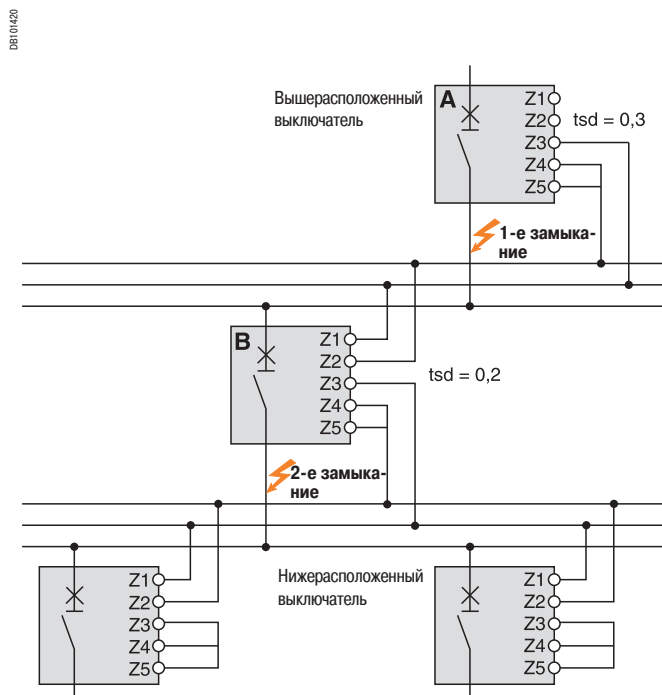 DB101420
Вышерасположенный
выключатель
A
Z1
Z2
Z3
Z4
Z5
tsd = 0,3
1-е замыка-
ние
B
Z1
Z2
Z3
Z4
Z5
tsd = 0,2
2-е замыка-
ние
Z1
Z2
Z3
Z4
Z5
Нижерасположенный
выключатель
Z1
Z2
Z3
Z4
Z5